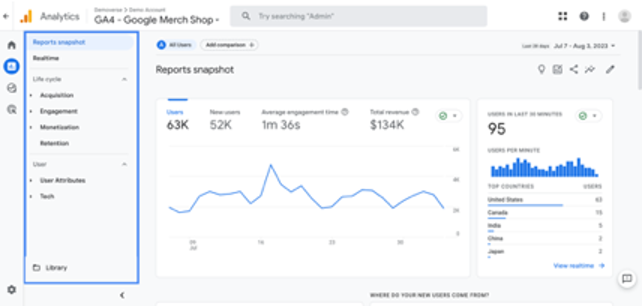 Analytics
Demoverse 3-Demo Account
GA4 - Google Merch Shop
Try searching "Admin"
Reports snapshot
Realtime
Life cycle
Acquisition
Engagement
Monetization
Retention
User
User Attributes
Tech
Library
A All Users
Add comparison +
Last 28 days Jul 7 - Aug 3, 2023
Reports snapshot
Users
63K
New users
52K
Average engagement time
1m 36s
Total revenue
$134K
6K
4K
2K
0
09
Jul
16
23
30
USERS IN LAST 30 MINUTES
95
USERS PER MINUTE
TOP COUNTRIES USERS
United States 63
Canada 15
India 5
China 2
Japan 2
View realtime
WHERE DO YOUR NEW USERS COME FROM?